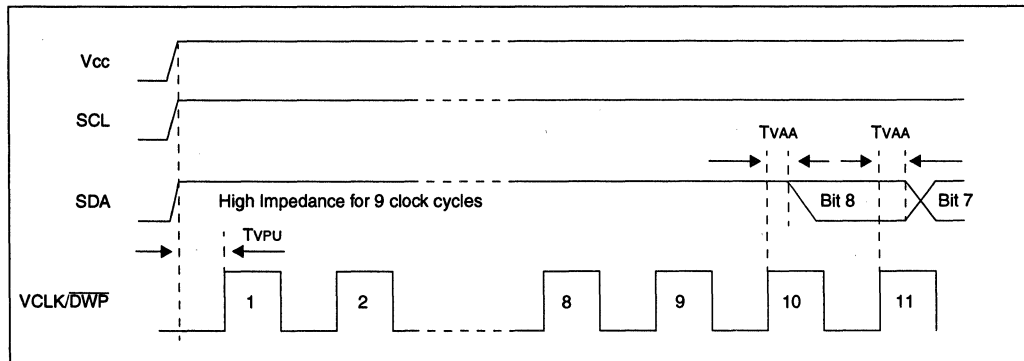 Vcc
SCL
TVAA TVAA
SDA High Impedance for 9 clock cycles Bit 8 Bit 7
TVPU
VCLK/DWP 1 2 8 9 10 11